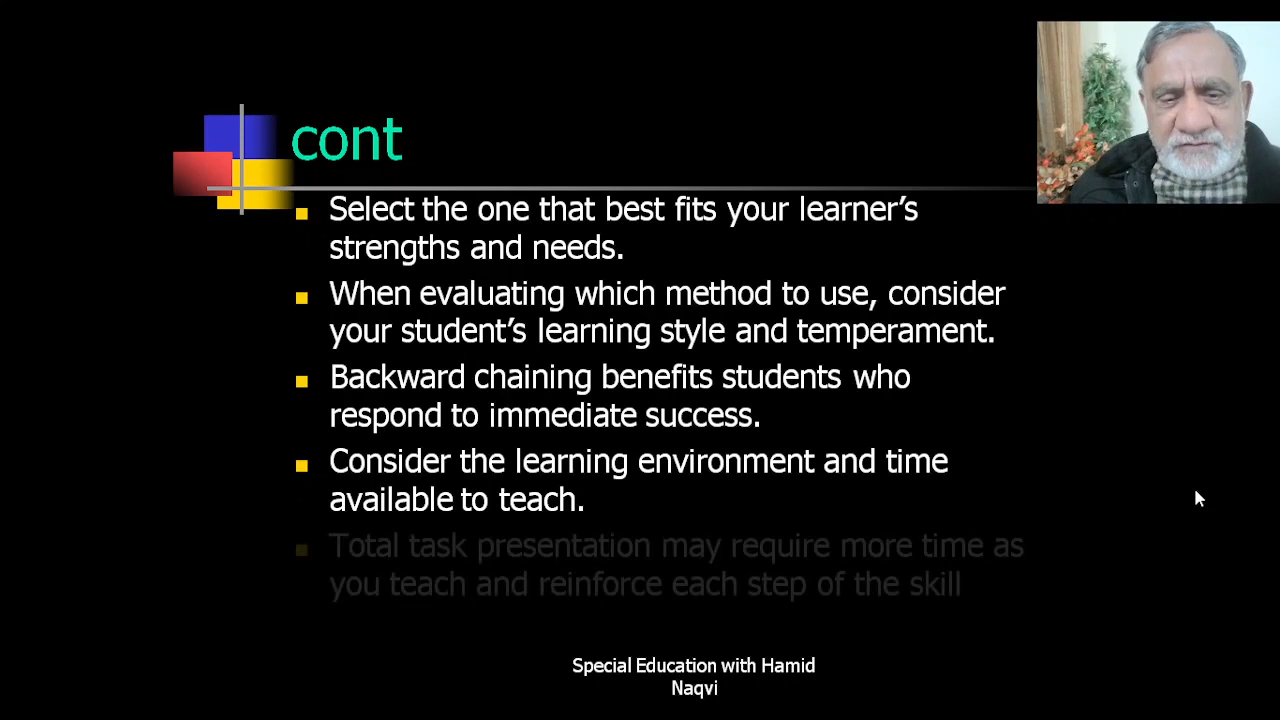 cont
Select the one that best fits your learner’s
strengths and needs.
When evaluating which method to use, consider
your student’s learning style and temperament.
Backward chaining benefits students who
respond to immediate success.
Consider the learning environment and time
available to teach.
Total task presentation may require more time as
you teach and reinforce each step of the skill
Special Education with Hamid
Naqvi